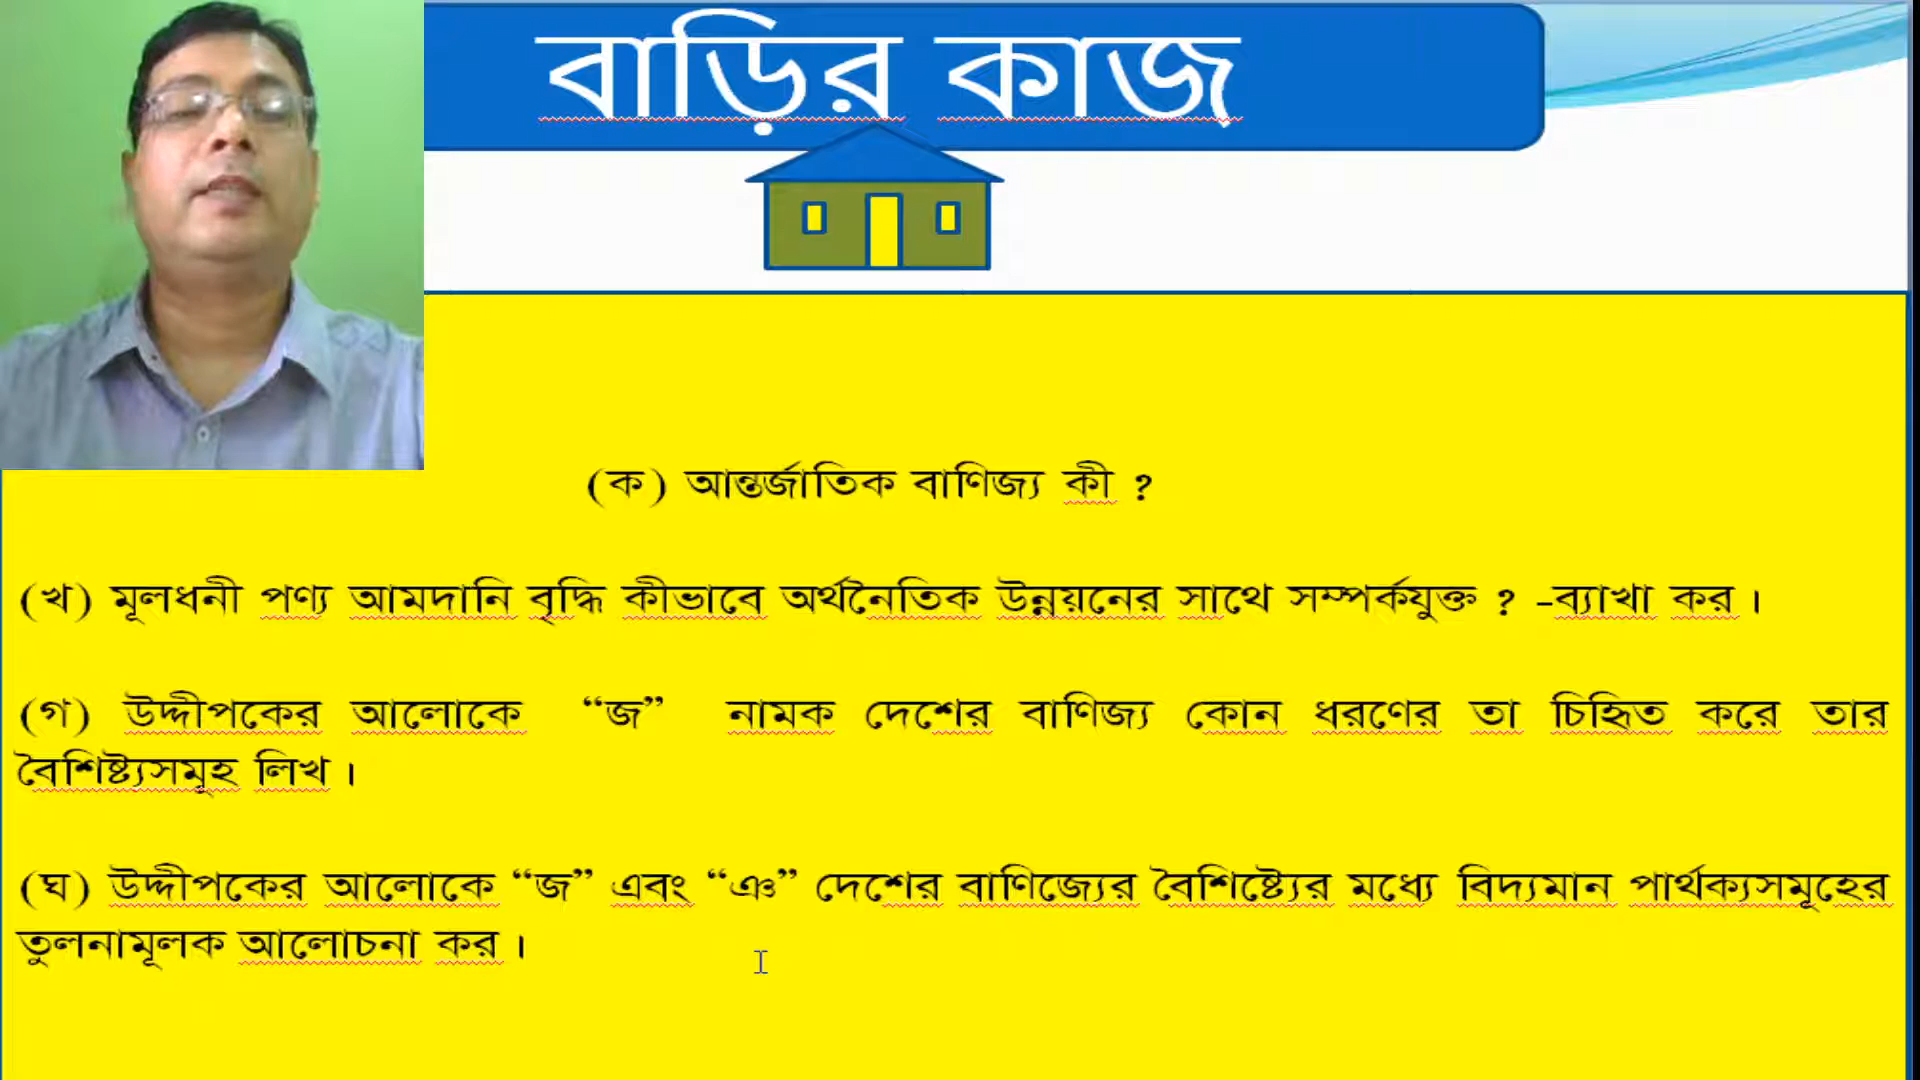 বাড়ির কাজ
(ক) আন্তর্জাতিক বাণিজ্য কী ?
(খ) মূলধনী পণ্য আমদানি বৃদ্ধি কীভাবে অর্থনৈতিক উন্নয়নের সাথে সম্পর্কযুক্ত ? -ব্যাখা কর।
(গ) উদ্দীপকের আলোকে “জ” নামক দেশের বাণিজ্য কোন ধরণের তা চিহ্নিত করে তার
বৈশিষ্ট্যসমূহ লিখ।
(ঘ) উদ্দীপকের আলোকে “জ” এবং “ঞ” দেশের বাণিজ্যের বৈশিষ্ট্যের মধ্যে বিদ্যমান পার্থক্যসমূহের
তুলনামূলক আলোচনা কর।